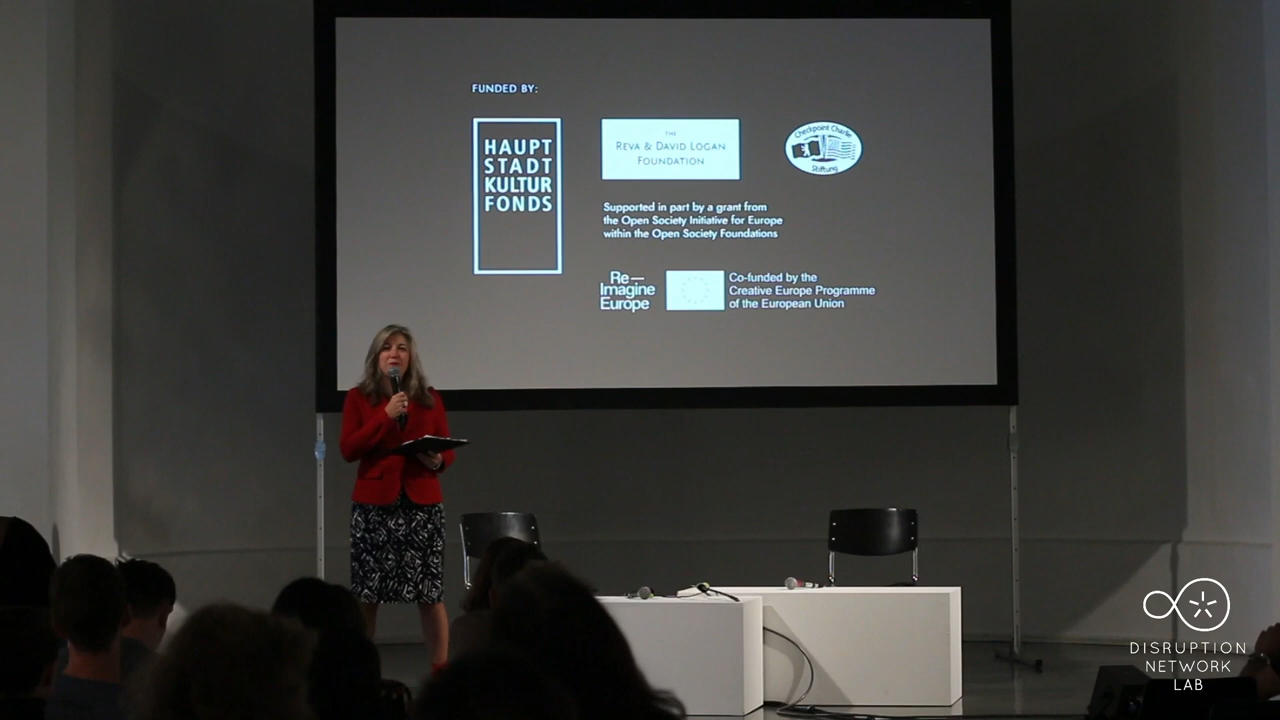 FUNDED BY:
HAUPT
STADT
KULTUR
FONDS
THE
REVA & DAVID LOGAN
FOUNDATION
Checkpoint Charlie
Stiftung
Supported in part by a grant from
the Open Society Initiative for Europe
within the Open Society Foundations
Re—
Imagine
Europe
Co-funded by the
Creative Europe Programme
of the European Union
DISRUPTION
NETWORK
LAB